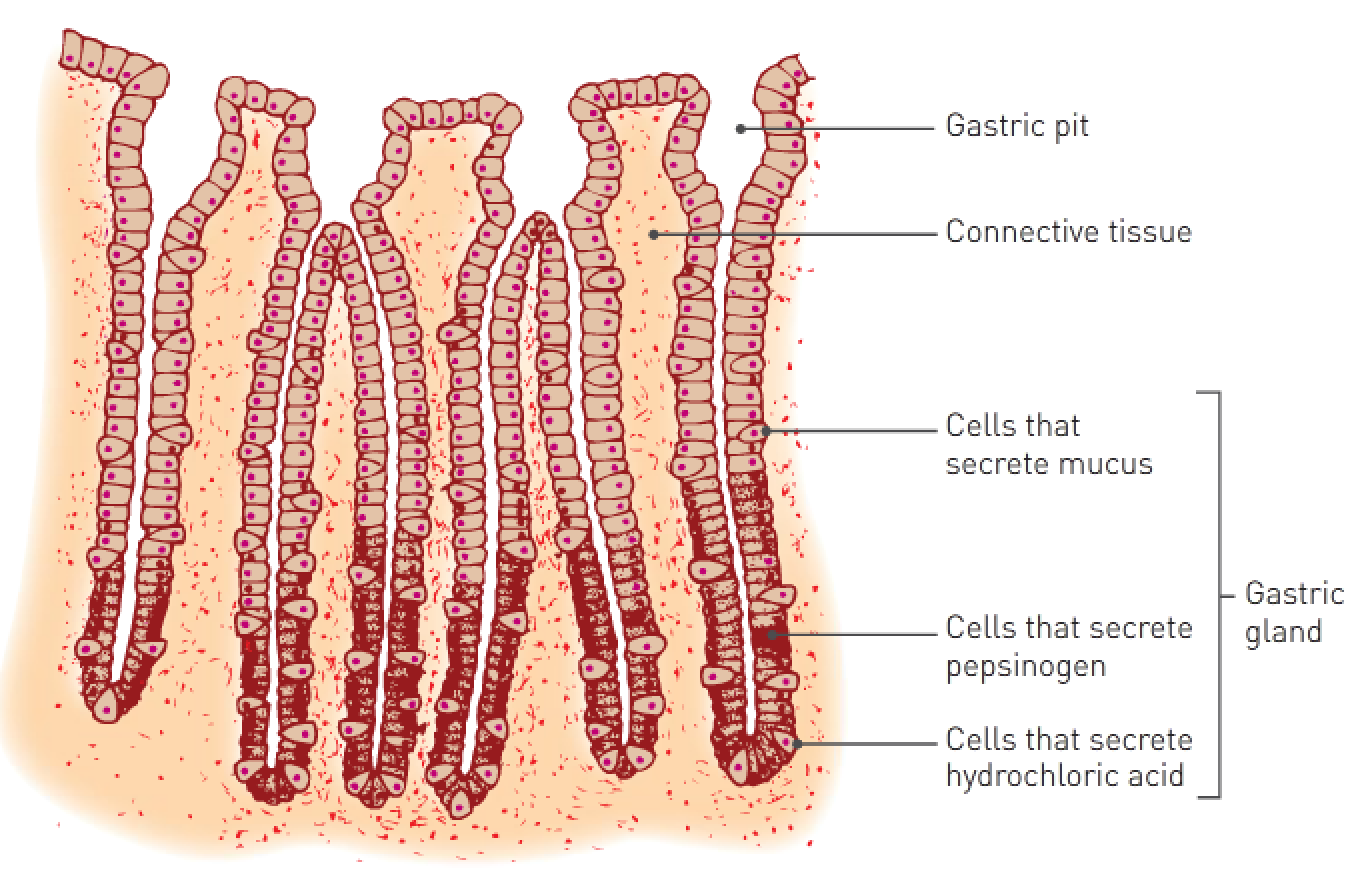 Gastric pit
Connective tissue
Cells that
secrete mucus
Cells that secrete
pepsinogen
Cells that secrete
hydrochloric acid
Gastric
gland